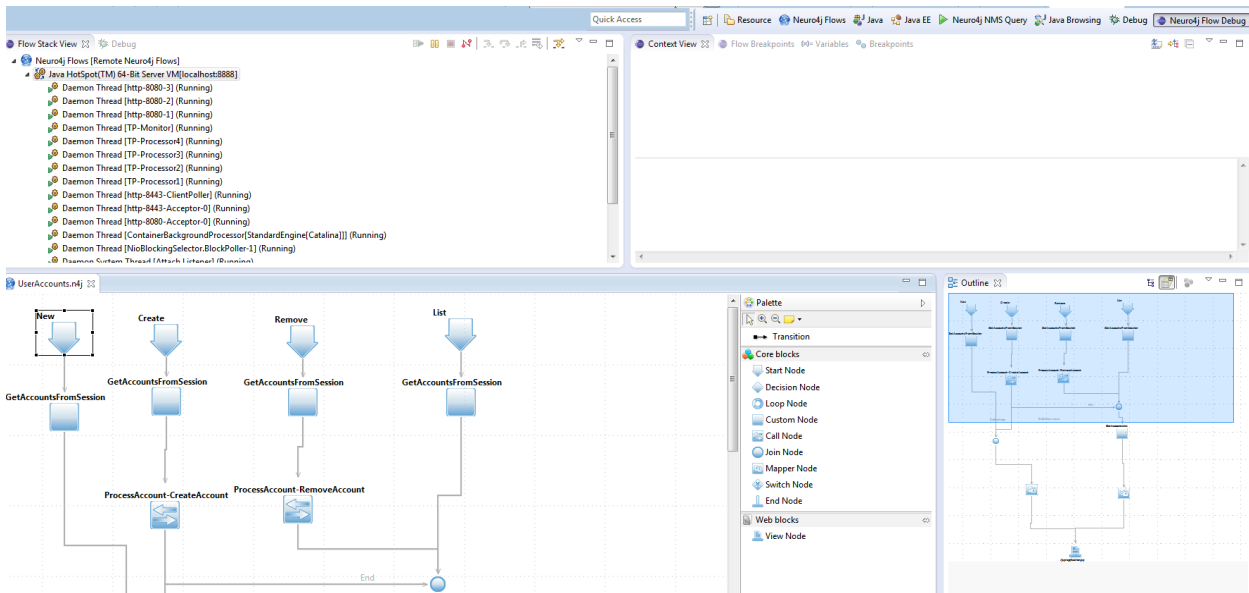 Quick Access
Resource Neuro4j Flows Java Java EE Neuro4j NMS Query Java Browsing Debug Neuro4j Flow Debug
Flow Stack View Debug
Neuro4j Flows [Remote Neuro4j Flows]
Java HotSpot(TM) 64-Bit Server VM[localhost:8888]
Daemon Thread [http-8080-3] (Running)
Daemon Thread [http-8080-2] (Running)
Daemon Thread [http-8080-1] (Running)
Daemon Thread [TP-Monitor] (Running)
Daemon Thread [TP-Processor4] (Running)
Daemon Thread [TP-Processor3] (Running)
Daemon Thread [TP-Processor2] (Running)
Daemon Thread [TP-Processor1] (Running)
Daemon Thread [http-8443-ClientPoller] (Running)
Daemon Thread [http-8443-Acceptor-0] (Running)
Daemon Thread [http-8080-Acceptor-0] (Running)
Daemon Thread [ContainerBackgroundProcessor[StandardEngine[Catalina]]] (Running)
Daemon Thread [NioBlockingSelector.BlockPoller-1] (Running)
Daemon System Thread [Attach Listener] (Running)
Context View Flow Breakpoints (x)= Variables Breakpoints
UserAccounts.n4j
New
Create
Remove
List
GetAccountsFromSession
GetAccountsFromSession
GetAccountsFromSession
GetAccountsFromSession
ProcessAccount-CreateAccount
ProcessAccount-RemoveAccount
End
Palette
Transition
Core blocks
Start Node
Decision Node
Loop Node
Custom Node
Call Node
Join Node
Mapper Node
Switch Node
End Node
Web blocks
View Node
Outline